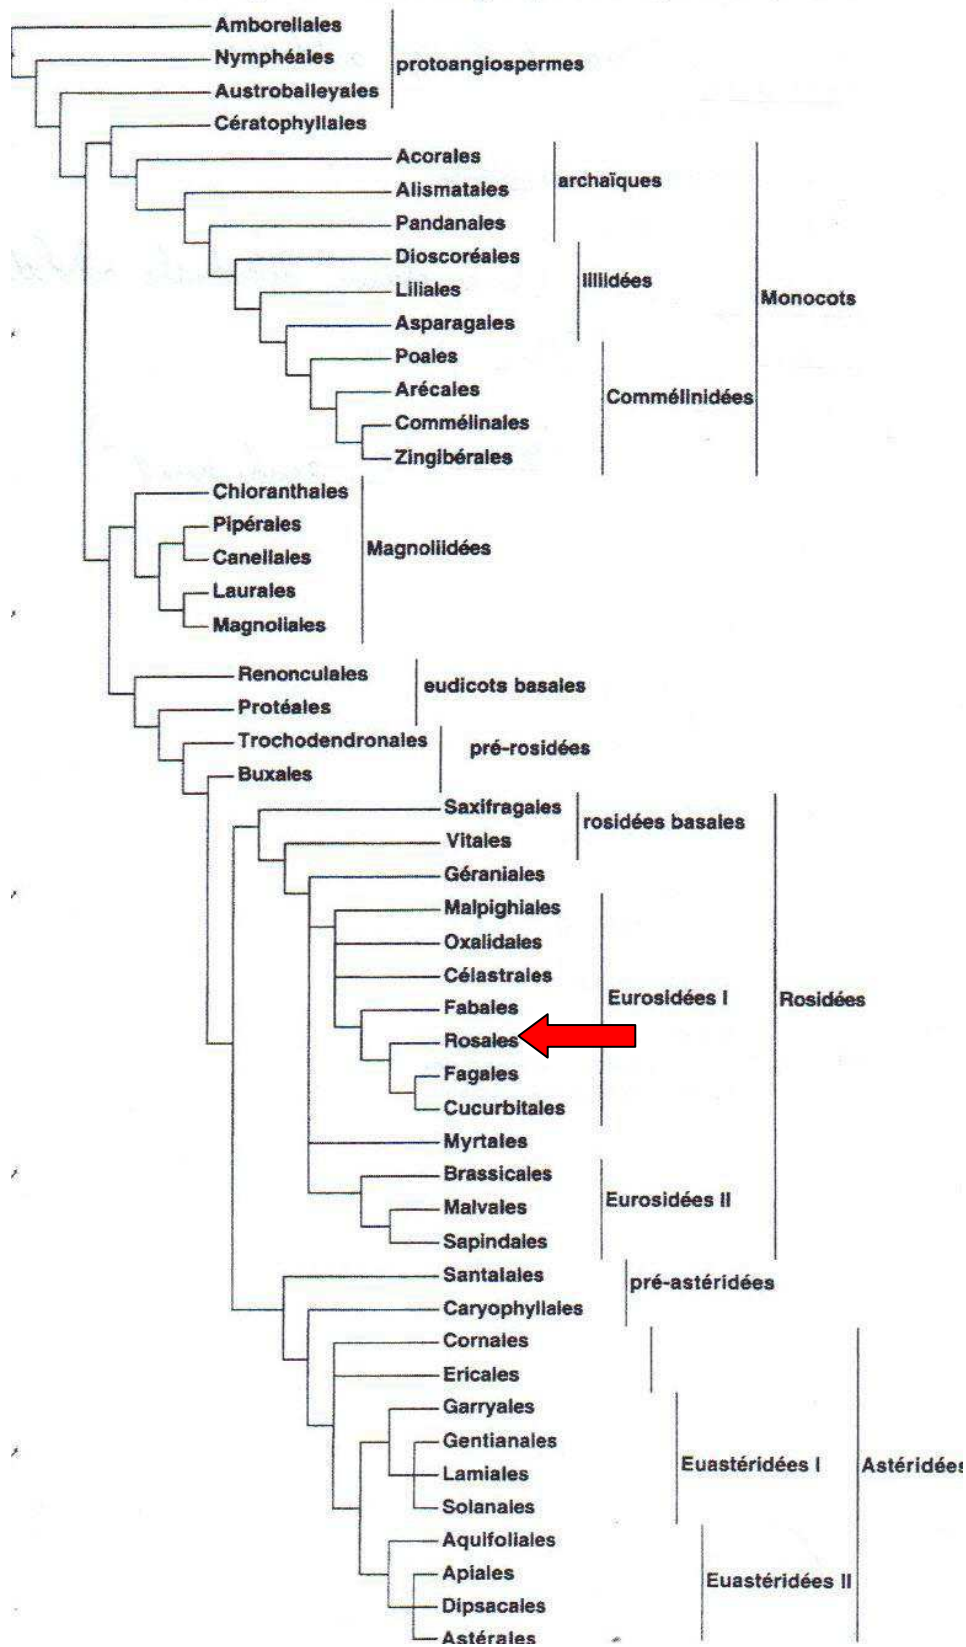 Amborellales
Nymphéales
protoangiospermes
Austrobaileyales
Cératophyllales
Acorales
archaïques
Alismatales
Pandanales
Dioscoréales
liliidées
Liliales
Monocots
Asparagales
Poales
Arécales
Commélinidées
Commélinales
Zingibérales
Chloranthales
Pipérales
Magnoliidées
Canellales
Laurales
Magnoliales
Renonculales
eudicots basales
Protéales
Trochodendronales
pré-rosidées
Buxales
Saxifragales
rosidées basales
Vitales
Géraniales
Malpighiales
Oxalidales
Célastrales
Eurosidées I
Rosidées
Fabales
Rosales
Fagales
Cucurbitales
Myrtales
Brassicales
Eurosidées II
Malvales
Sapindales
Santalales
pré-astéridées
Caryophyllales
Cornales
Ericales
Garryales
Gentianales
Euastéridées I
Astéridées
Lamiales
Solanales
Aquifoliales
Apiales
Euastéridées II
Dipsacales
Astérales